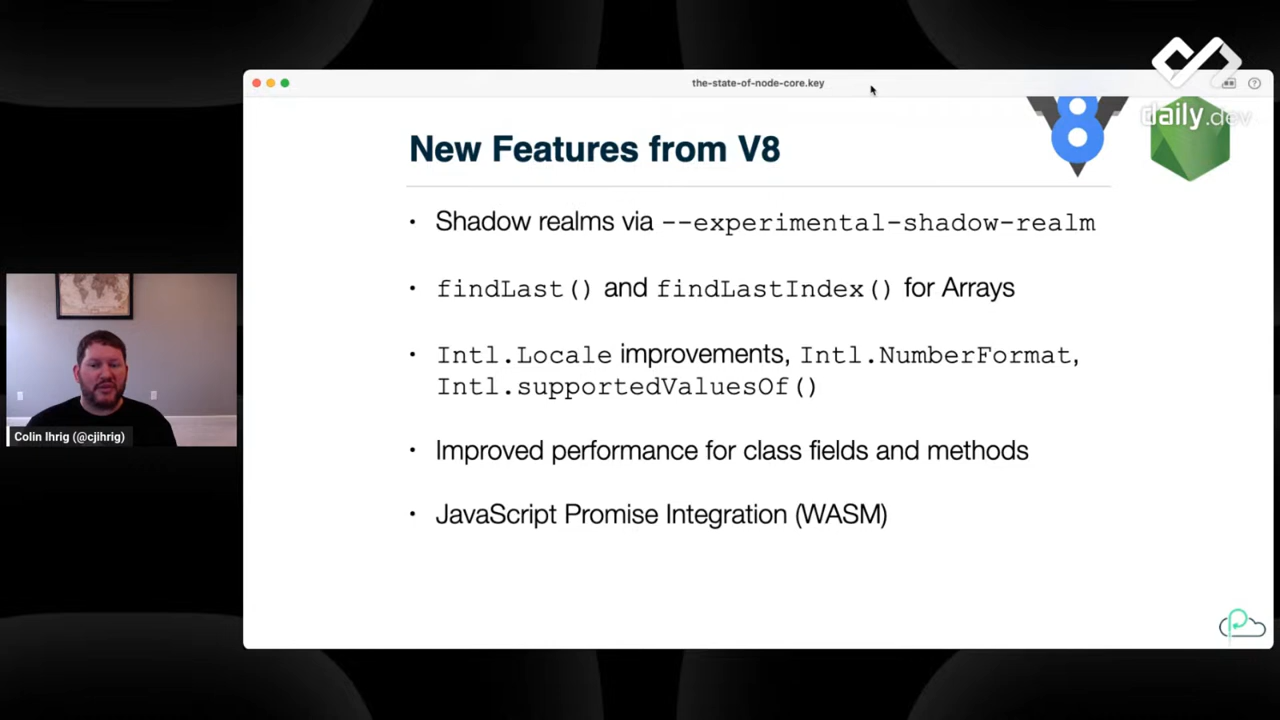 daily.dev
the-state-of-node-core.key
8
New Features from V8
• Shadow realms via --experimental-shadow-realm
• findLast() and findLastIndex() for Arrays
• Intl.Locale improvements, Intl.NumberFormat,
Intl.supportedValuesOf()
• Improved performance for class fields and methods
• JavaScript Promise Integration (WASM)
Colin Ihrig (@cjihrig)